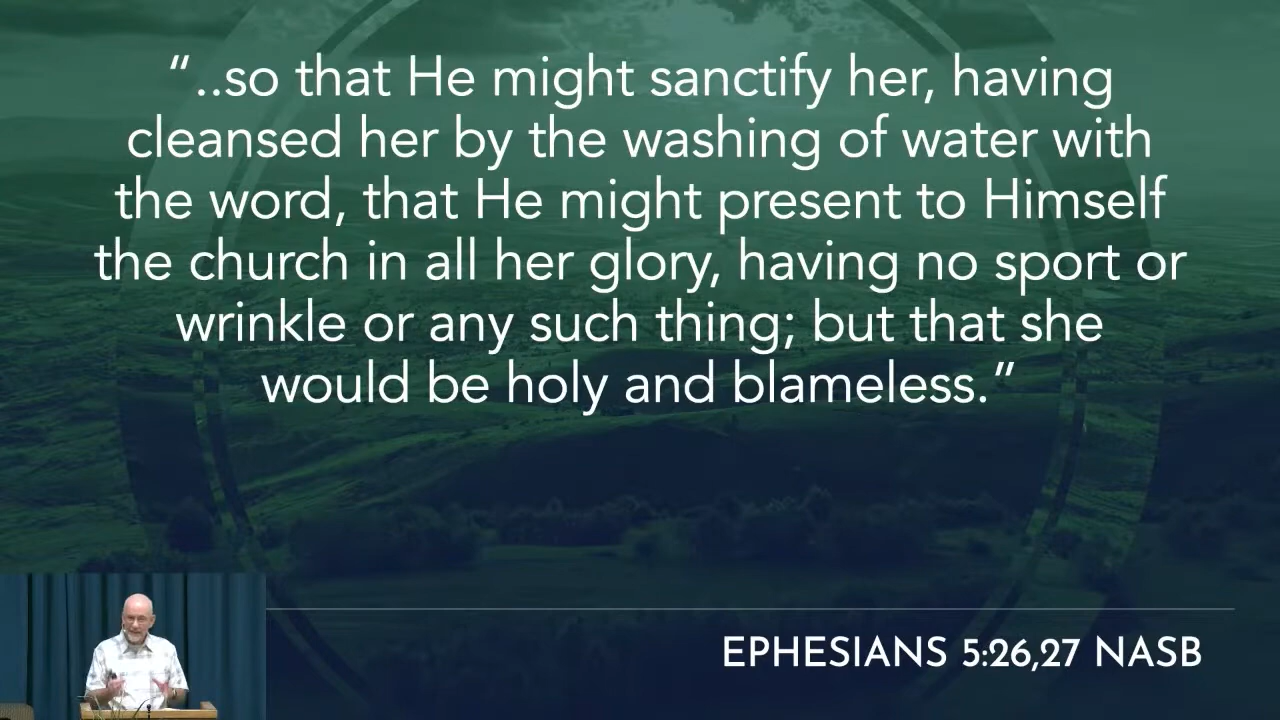 “..so that He might sanctify her, having
cleansed her by the washing of water with
the word, that He might present to Himself
the church in all her glory, having no sport or
wrinkle or any such thing; but that she
would be holy and blameless.”
EPHESIANS 5:26,27 NASB